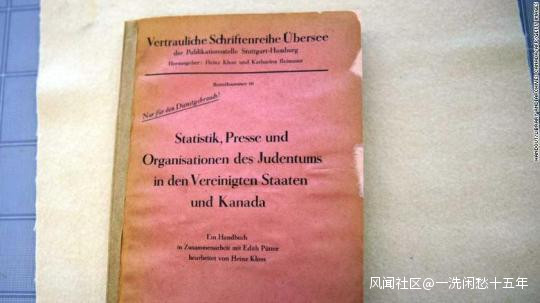 Vertrauliche Schriftenreihe Übersee
der Publikationsstelle Stuttgart-Hamburg
Herausgeber: Heinz Kloss und Katharina Reimann
Nur für den Dienstgebrauch!
Statistik, Presse und
Organisationen des Judentums
in den Vereinigten Staaten
und Kanada
Ein Handbuch
in Zusammenarbeit mit Edith Pütter
bearbeitet von Heinz Kloss
风闻社区@一洗闲愁十五年